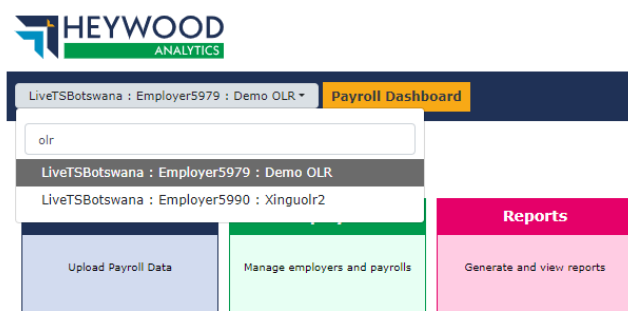 HEYWOOD
ANALYTICS
LiveTSBotswana : Employer5979 : Demo OLR
Payroll Dashboard
olr
LiveTSBotswana : Employer5979 : Demo OLR
LiveTSBotswana : Employer5990 : Xinguolr2
Reports
Upload Payroll Data
Manage employers and payrolls
Generate and view reports